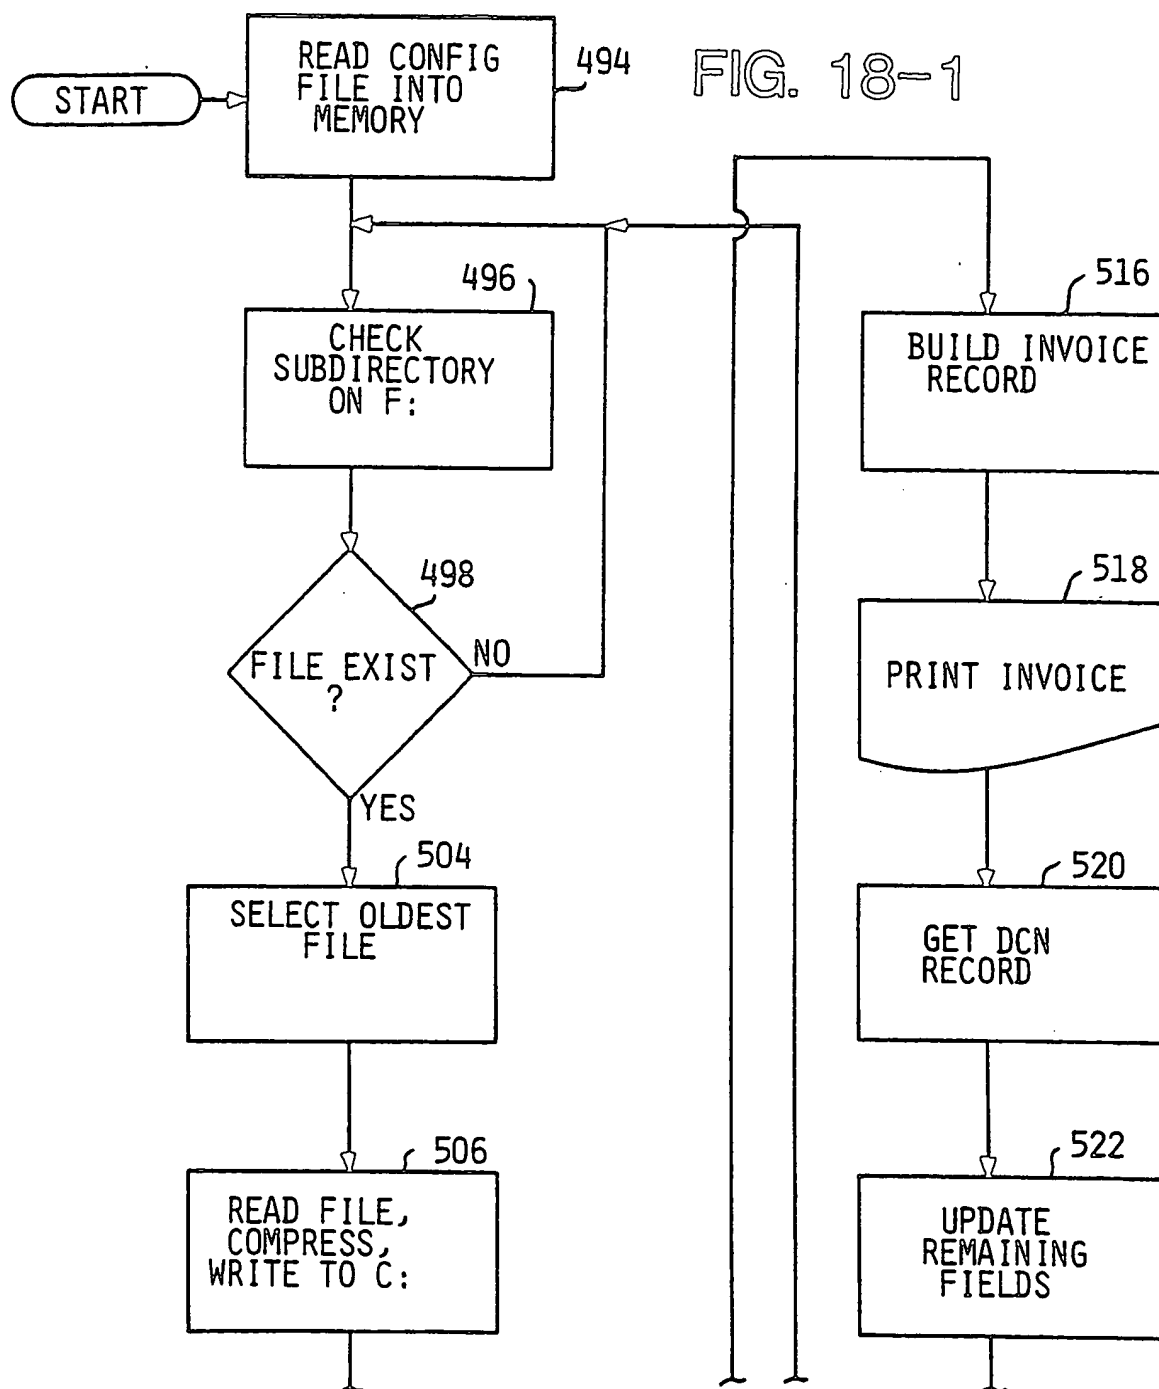 FIG. 18-1
START
READ CONFIG
FILE INTO
MEMORY
494
496
CHECK
SUBDIRECTORY
ON F:
498
FILE EXIST
?
NO
YES
504
SELECT OLDEST
FILE
506
READ FILE,
COMPRESS,
WRITE TO C:
516
BUILD INVOICE
RECORD
518
PRINT INVOICE
520
GET DCN
RECORD
522
UPDATE
REMAINING
FIELDS